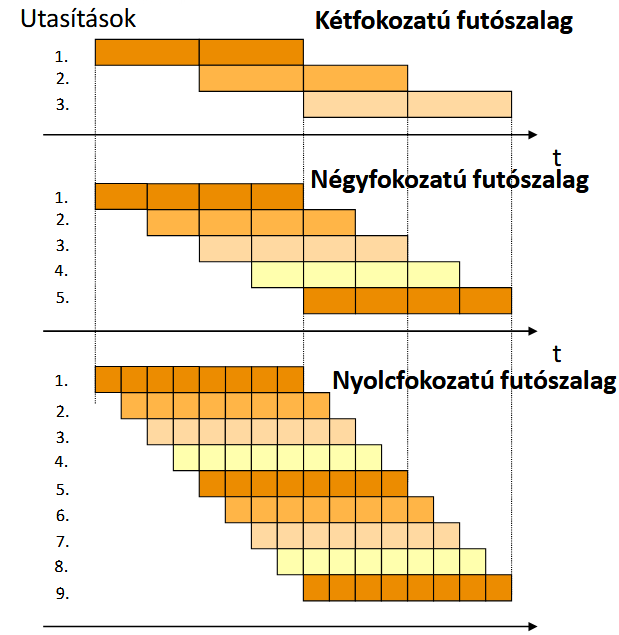 Utasítások
Kétfokozatú futószalag
1.
2.
3.
t
Négyfokozatú futószalag
1.
2.
3.
4.
5.
t
Nyolcfokozatú futószalag
1.
2.
3.
4.
5.
6.
7.
8.
9.